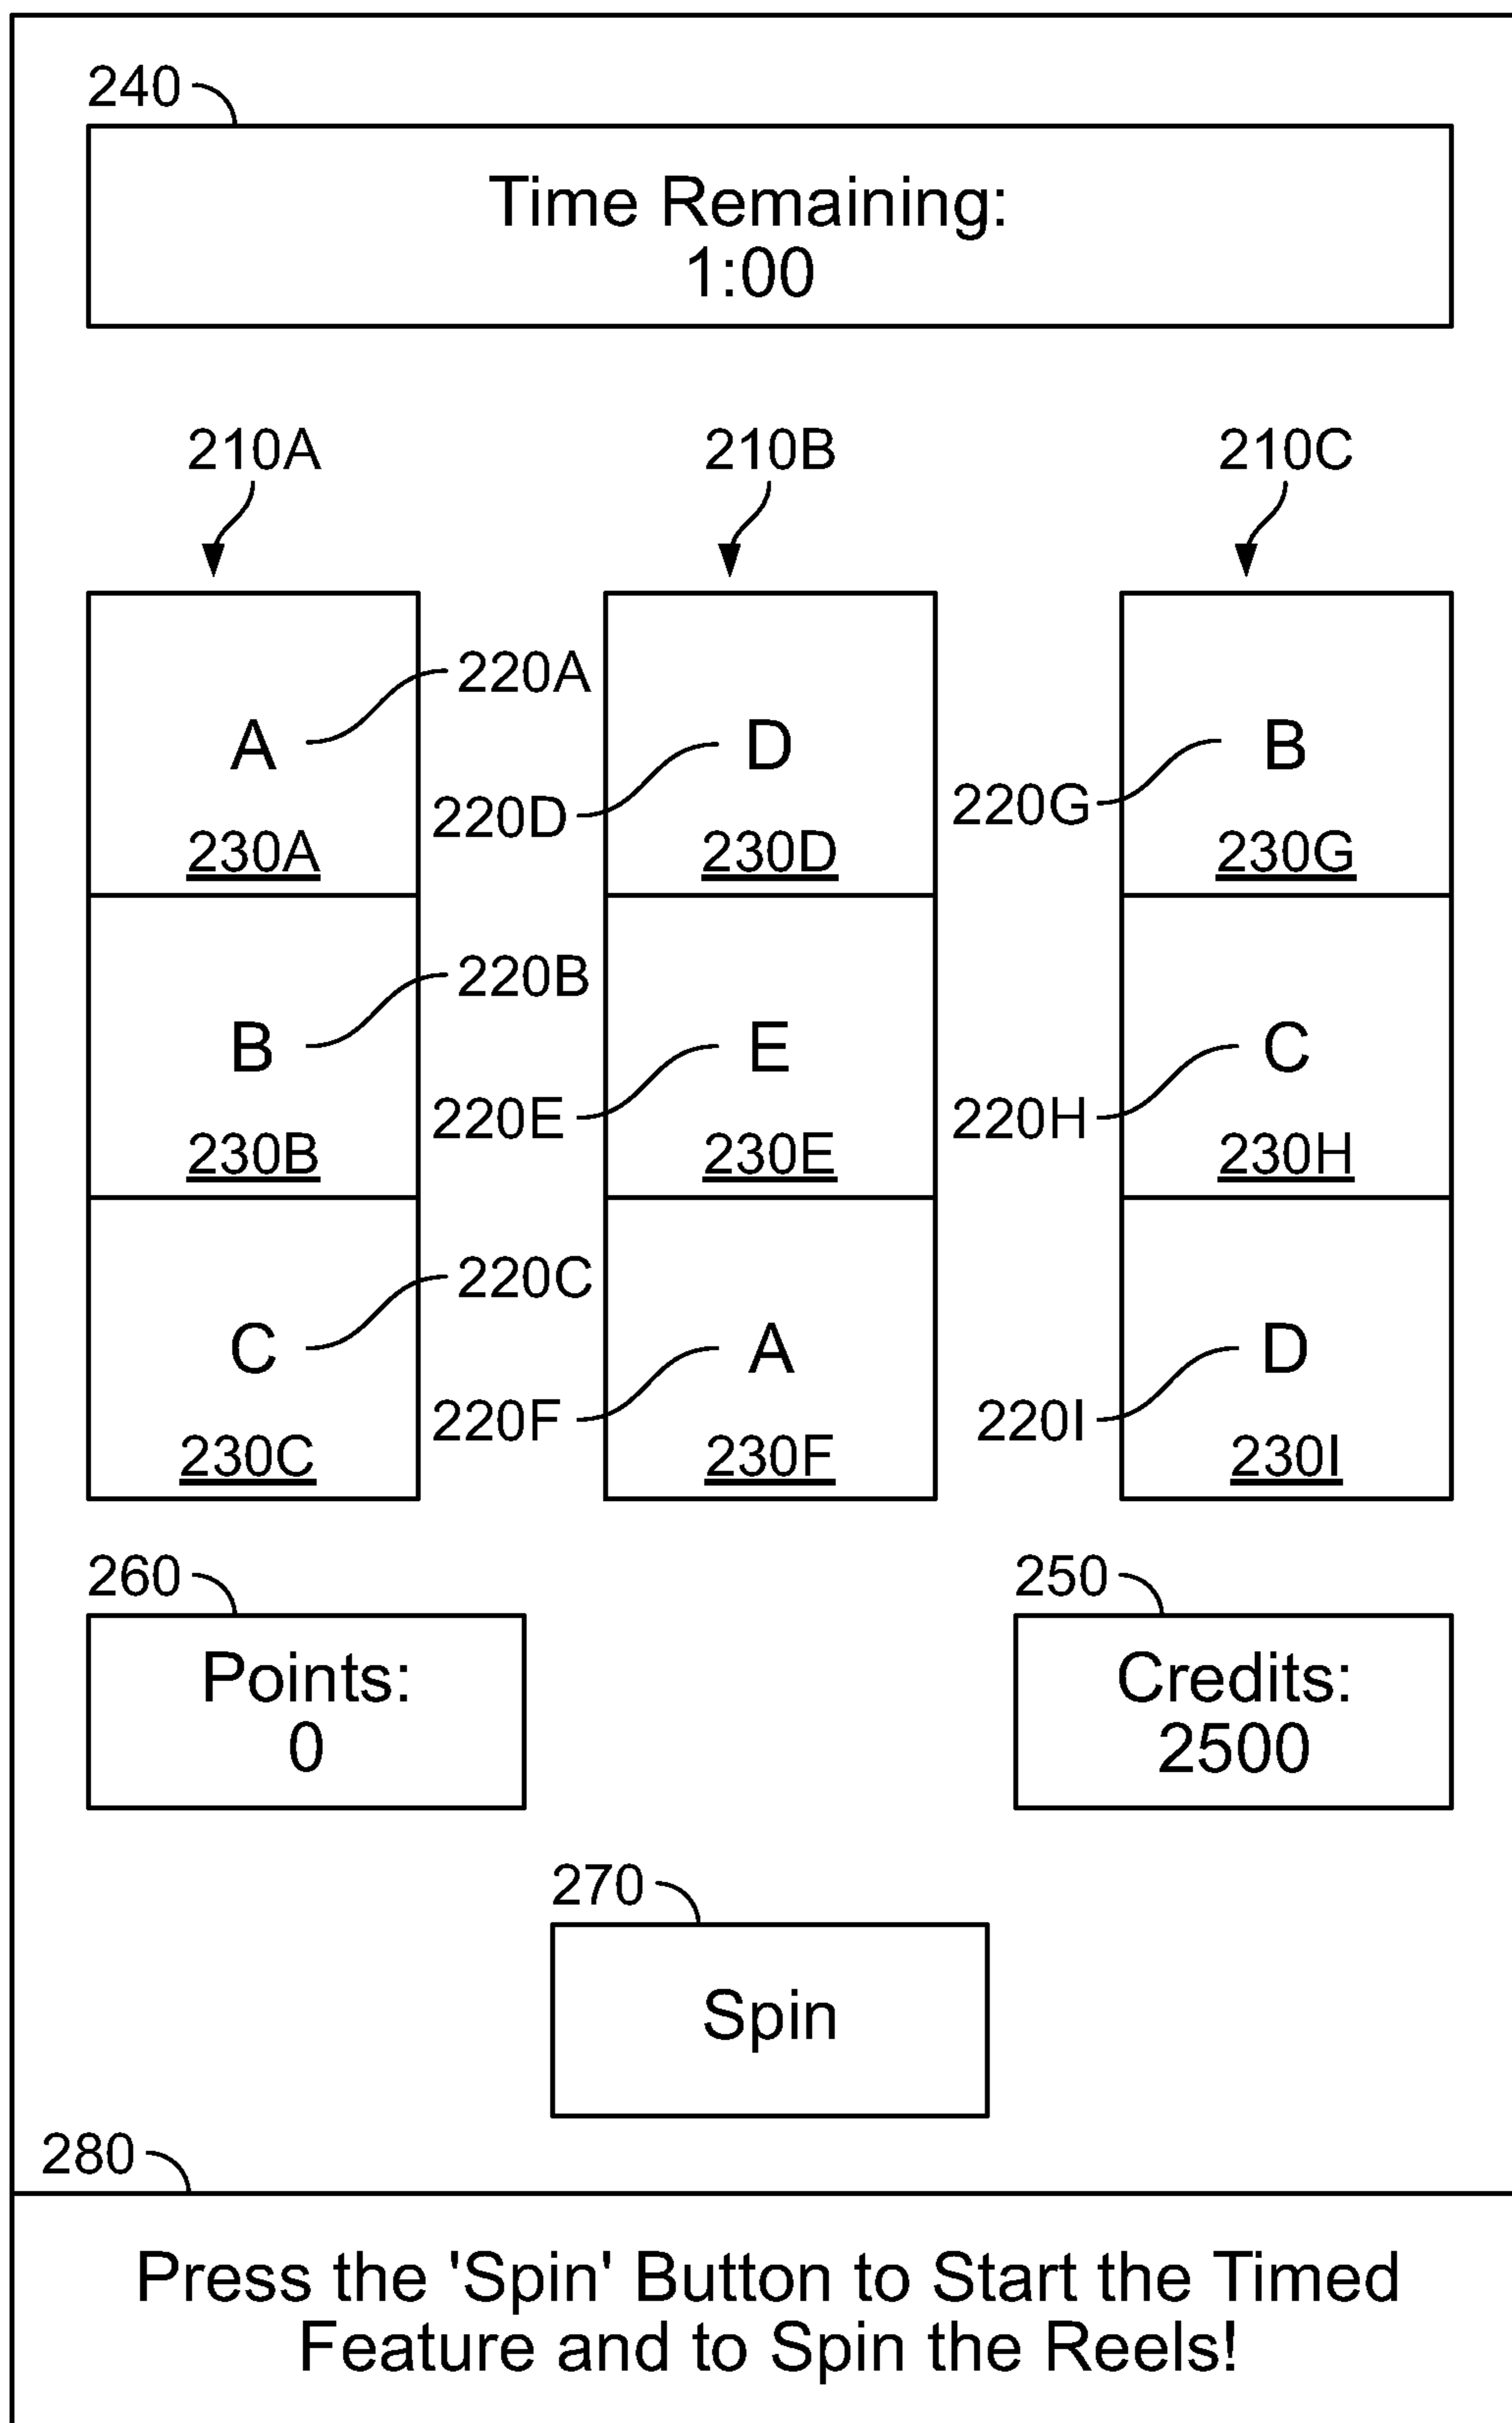 240
Time Remaining:
1:00
210A 210B 210C
220A
A D B
220D 220G
230A 230D 230G
220B
B E C
220E 220H
230B 230E 230H
220C
C A D
220F 220I
230C 230F 230I
260 250
Points: Credits:
0 2500
270
Spin
280
Press the 'Spin' Button to Start the Timed
Feature and to Spin the Reels!